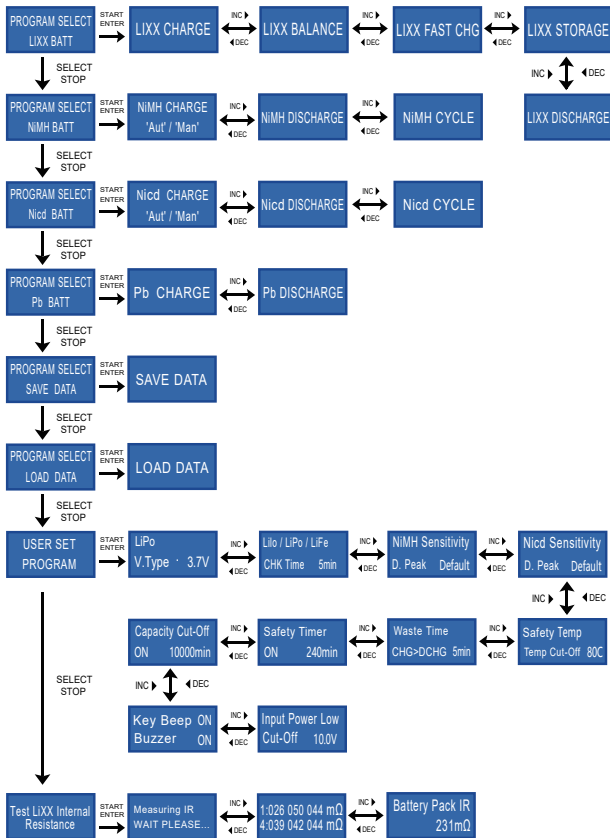 PROGRAM SELECT
LIXX BATT
START
ENTER
LIXX CHARGE
INC
DEC
LIXX BALANCE
INC
DEC
LIXX FAST CHG
INC
DEC
LIXX STORAGE
INC
DEC
LIXX DISCHARGE
SELECT
STOP
PROGRAM SELECT
NiMH BATT
START
ENTER
NiMH CHARGE
'Aut' / 'Man'
INC
DEC
NiMH DISCHARGE
INC
DEC
NiMH CYCLE
SELECT
STOP
PROGRAM SELECT
Nicd BATT
START
ENTER
Nicd CHARGE
'Aut' / 'Man'
INC
DEC
Nicd DISCHARGE
INC
DEC
Nicd CYCLE
SELECT
STOP
PROGRAM SELECT
Pb BATT
START
ENTER
Pb CHARGE
INC
DEC
Pb DISCHARGE
SELECT
STOP
PROGRAM SELECT
SAVE DATA
START
ENTER
SAVE DATA
SELECT
STOP
PROGRAM SELECT
LOAD DATA
START
ENTER
LOAD DATA
SELECT
STOP
USER SET
PROGRAM
START
ENTER
LiPo
V.Type · 3.7V
INC
DEC
LiIo / LiPo / LiFe
CHK Time 5min
INC
DEC
NiMH Sensitivity
D. Peak Default
INC
DEC
Nicd Sensitivity
D. Peak Default
INC
DEC
Safety Temp
Temp Cut-Off 80C
INC
DEC
Waste Time
CHG>DCHG 5min
INC
DEC
Safety Timer
ON 240min
INC
DEC
Capacity Cut-Off
ON 10000min
INC
DEC
Key Beep ON
Buzzer ON
INC
DEC
Input Power Low
Cut-Off 10.0V
SELECT
STOP
Test LiXX Internal
Resistance
START
ENTER
Measuring IR
WAIT PLEASE...
INC
DEC
1:026 050 044 mΩ
4:039 042 044 mΩ
INC
DEC
Battery Pack IR
231mΩ